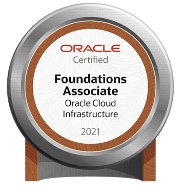 ORACLE
Certified
Foundations
Associate
Oracle Cloud
Infrastructure
2021